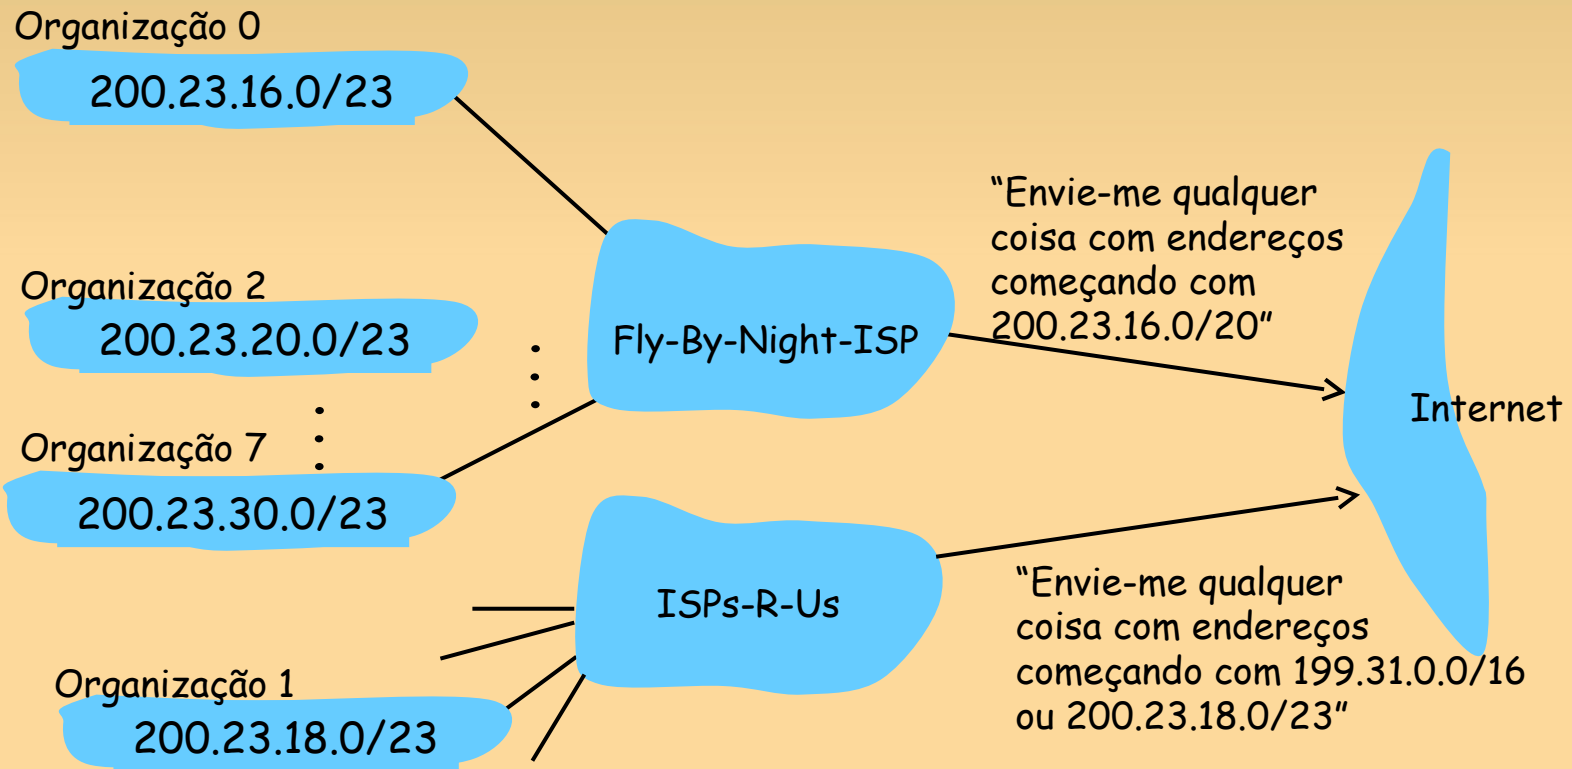 Organização 0
200.23.16.0/23
Organização 2
200.23.20.0/23
Organização 7
200.23.30.0/23
Organização 1
200.23.18.0/23
Fly-By-Night-ISP
ISPs-R-Us
“Envie-me qualquer
coisa com endereços
começando com
200.23.16.0/20”
“Envie-me qualquer
coisa com endereços
começando com 199.31.0.0/16
ou 200.23.18.0/23”
Internet